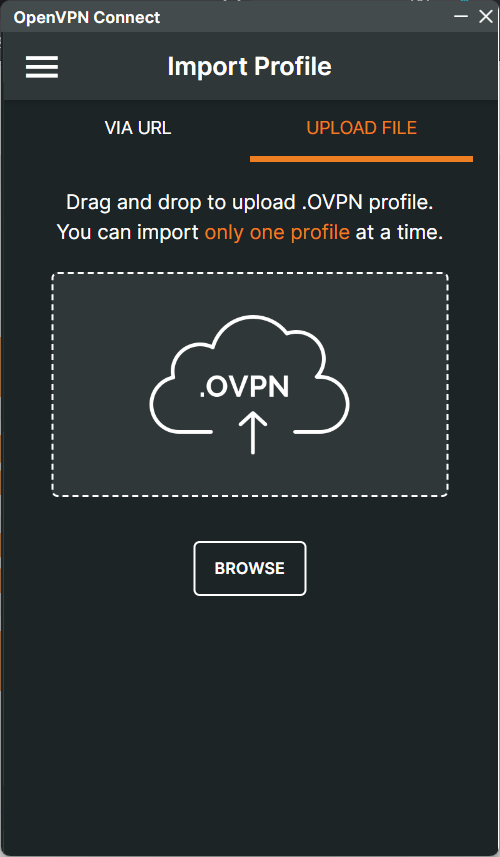 OpenVPN Connect
Import Profile
VIA URL
UPLOAD FILE
Drag and drop to upload .OVPN profile.
You can import only one profile at a time.
.OVPN
BROWSE